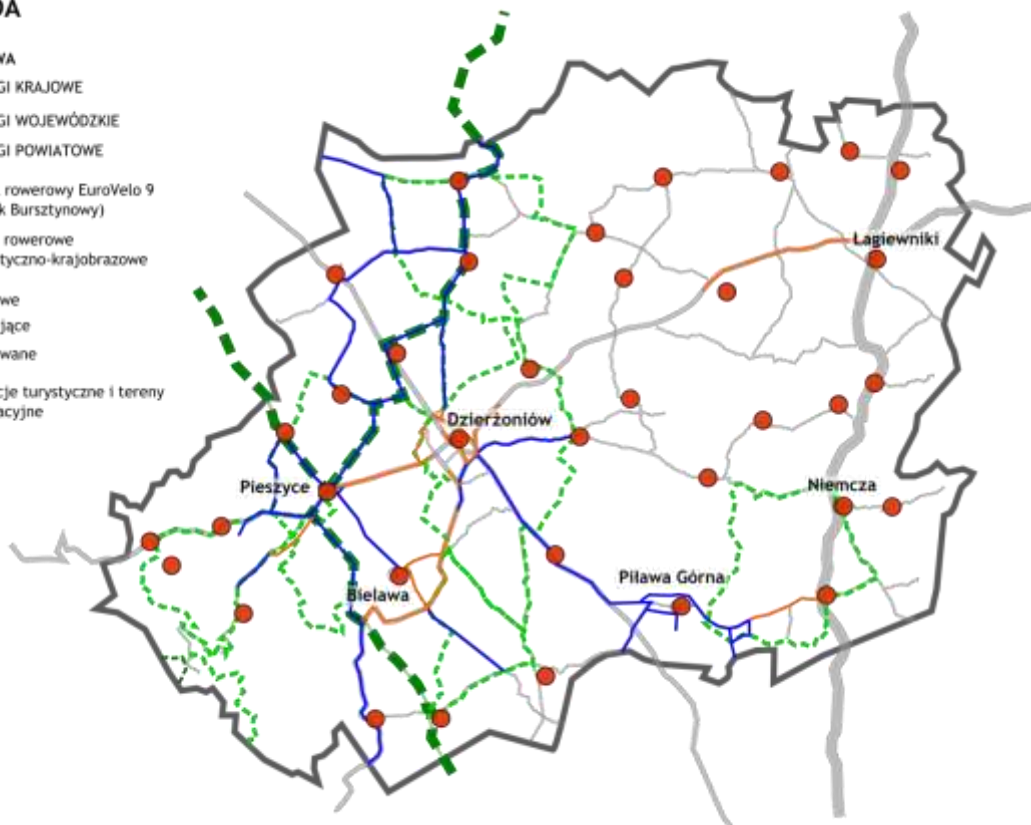 DA
WA
GI KRAJOWE
GI WOJEWÓDZKIE
GI POWIATOWE
rowerowy EuroVelo 9
k Bursztynowy)
rowerowe
tyczno-krajobrazowe
we
jące
wane
cje turystyczne i tereny
acyjne
Łagiewniki
Dzierżoniów
Pieszyce
Niemcza
Piława Górna
Bielawa